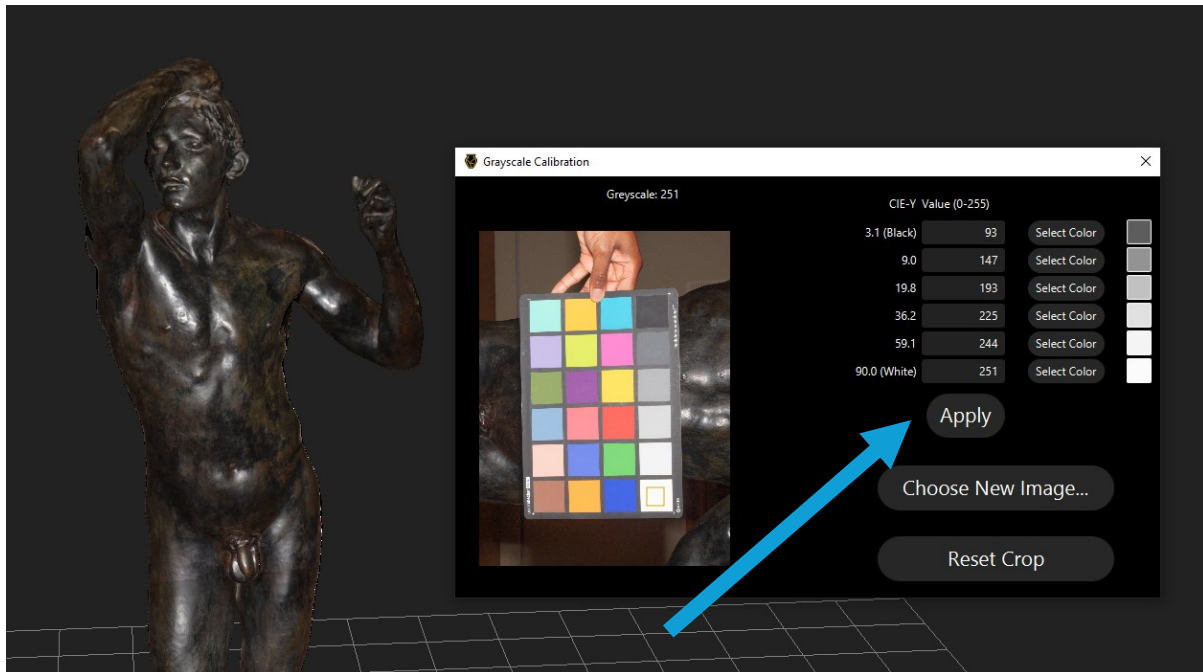 Grayscale Calibration
Greyscale: 251
CIE-Y Value (0-255)
3.1 (Black) 93 Select Color
9.0 147 Select Color
19.8 193 Select Color
36.2 225 Select Color
59.1 244 Select Color
90.0 (White) 251 Select Color
Apply
Choose New Image...
Reset Crop